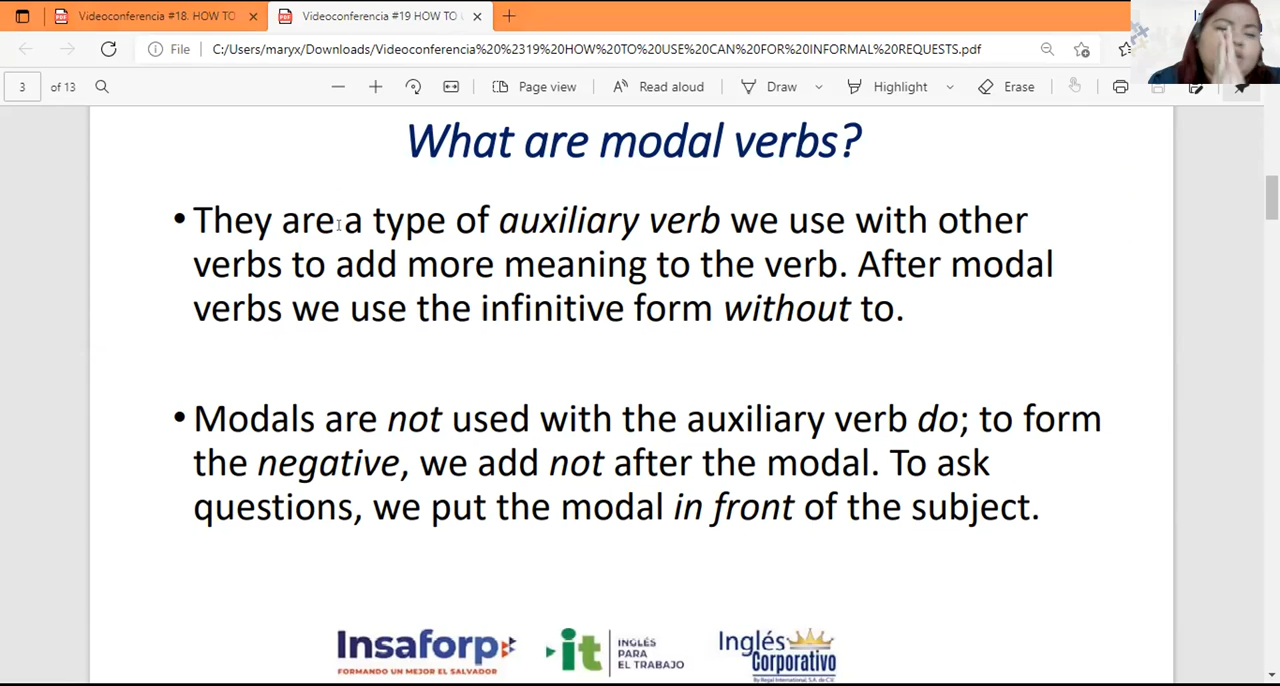 Videoconferencia #18. HOW TO
Videoconferencia #19 HOW TO
File
C:/Users/maryx/Downloads/Videoconferencia%20%2319%20HOW%20TO%20USE%20CAN%20FOR%20INFORMAL%20REQUESTS.pdf
3 of 13
Page view
Read aloud
Draw
Highlight
Erase
What are modal verbs?
• They are a type of auxiliary verb we use with other
verbs to add more meaning to the verb. After modal
verbs we use the infinitive form without to.
• Modals are not used with the auxiliary verb do; to form
the negative, we add not after the modal. To ask
questions, we put the modal in front of the subject.
Insaforp
FORMANDO UN MEJOR EL SALVADOR
it
INGLÉS
PARA
EL TRABAJO
Inglés
Corporativo
By Regal International, S.A. de C.V.